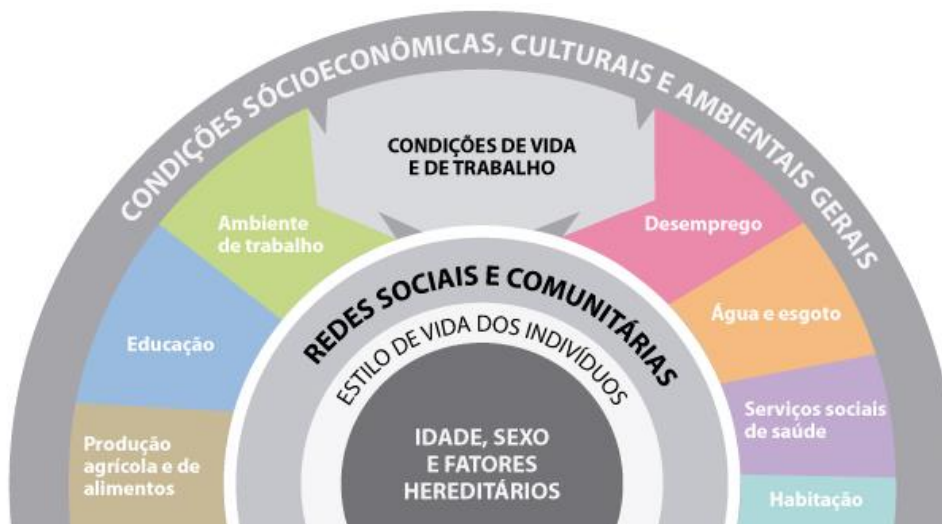 CONDIÇÕES SÓCIOECONÔMICAS, CULTURAIS E AMBIENTAIS GERAIS
CONDIÇÕES DE VIDA
E DE TRABALHO
Ambiente
de trabalho
Desemprego
Educação
Água e esgoto
Produção
agrícola e de
alimentos
Serviços sociais
de saúde
Habitação
REDES SOCIAIS E COMUNITÁRIAS
ESTILO DE VIDA DOS INDIVÍDUOS
IDADE, SEXO
E FATORES
HEREDITÁRIOS